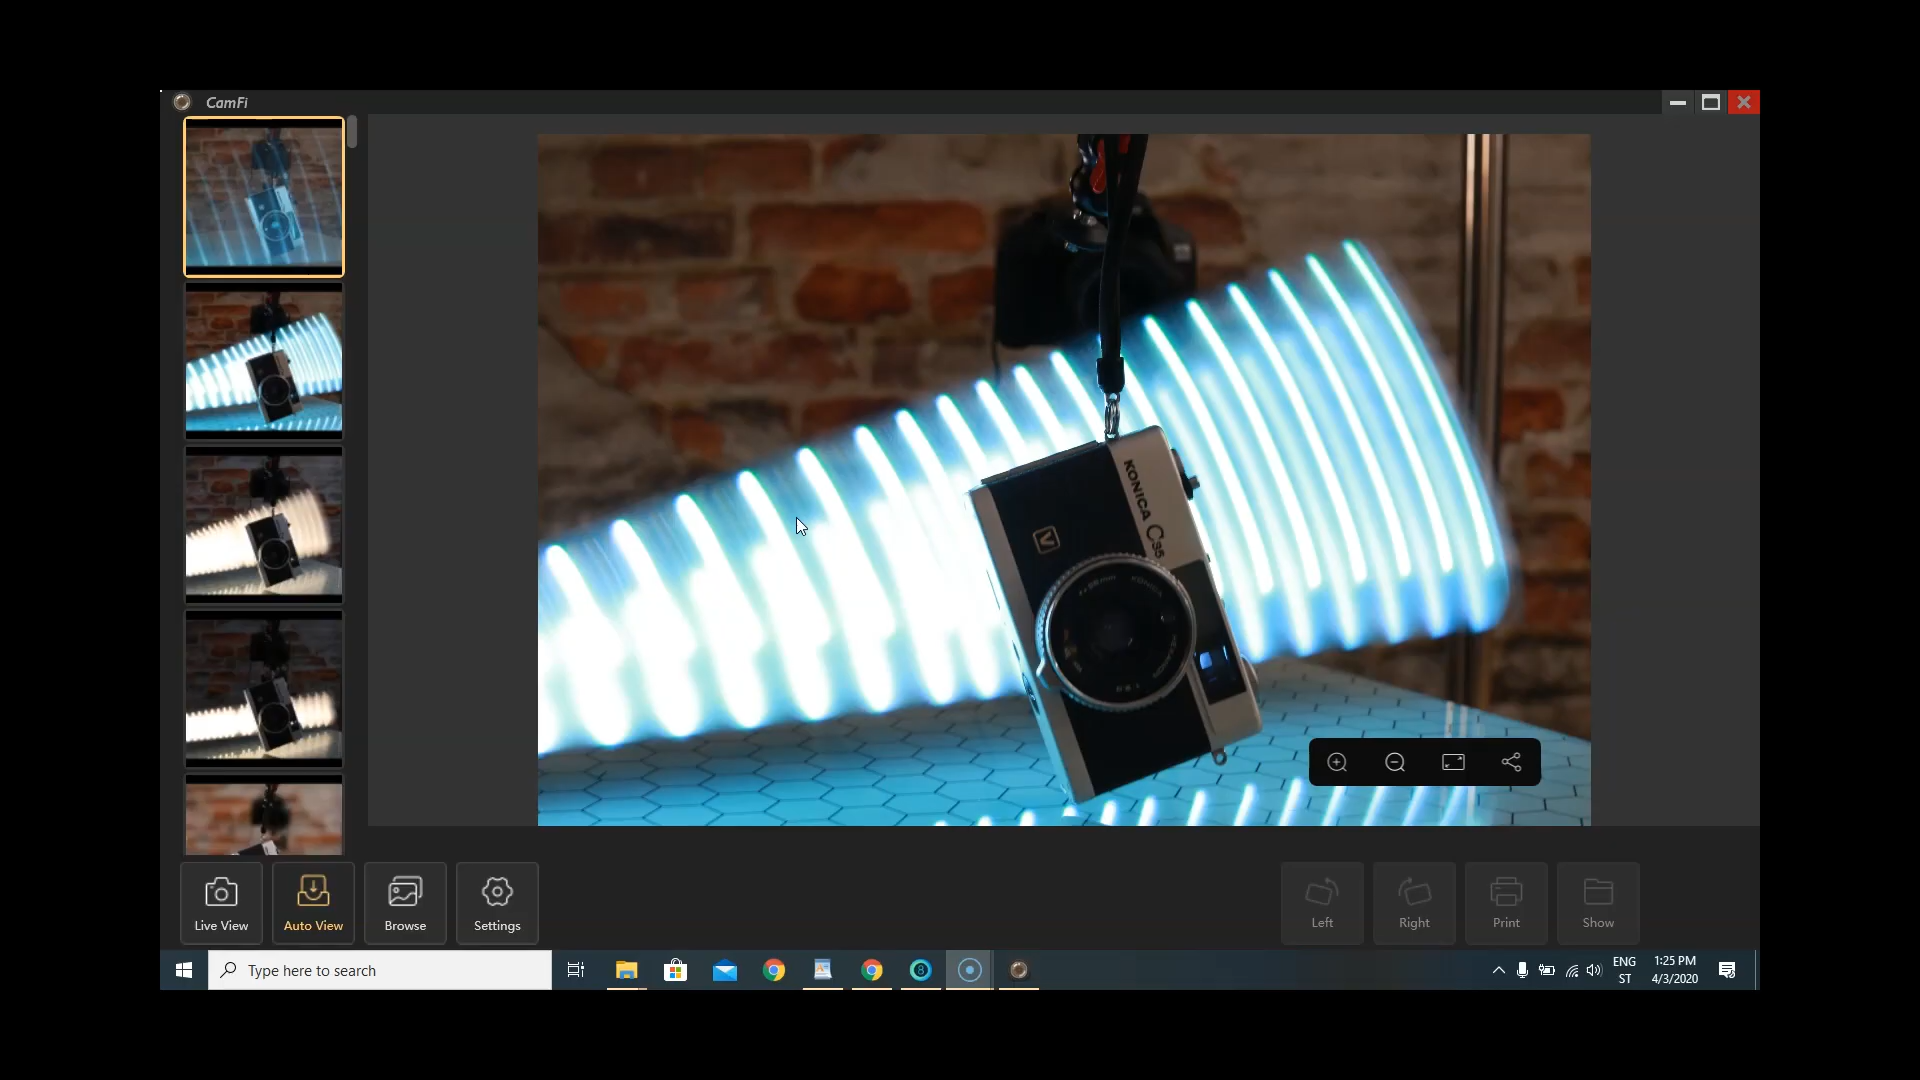 CamFi
KONICA C35
V
Live View
Auto View
Browse
Settings
Left
Right
Print
Show
Type here to search
8
ENG
ST
1:25 PM
4/3/2020